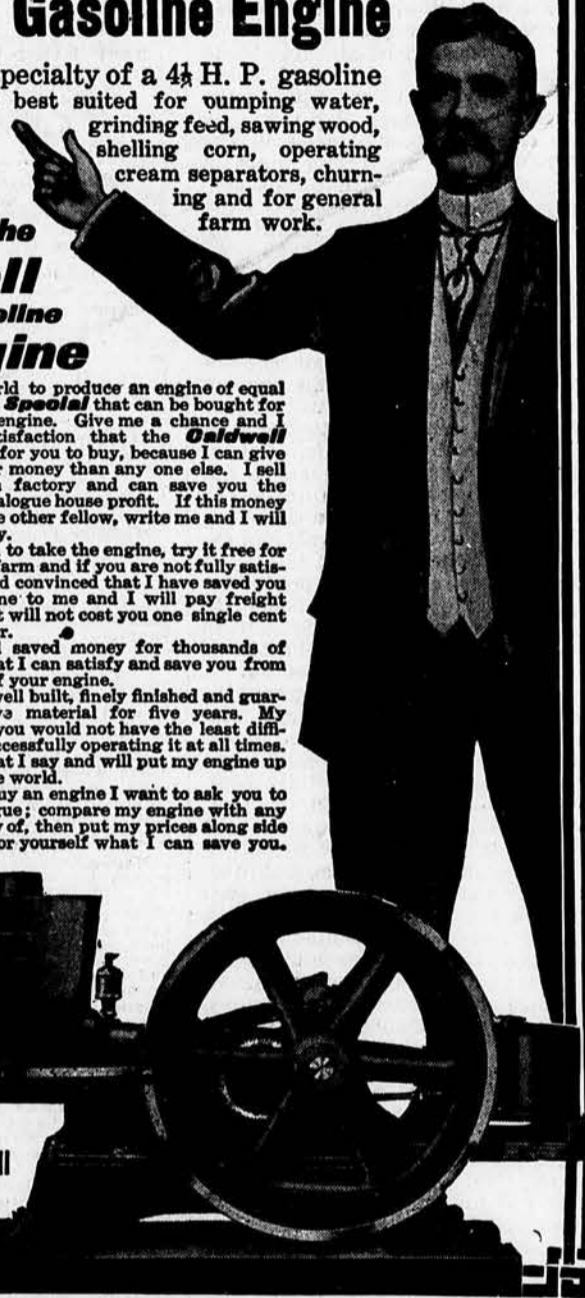 Gasoline Engine
pecialty of a 4½ H. P. gasoline
best suited for pumping water,
grinding feed, sawing wood,
shelling corn, operating
cream separators, churn-
ing and for general
farm work.
he
ll
oline
gine
rld to produce an engine of equal
Special that can be bought for
engine. Give me a chance and I
tisfaction that the Caldwell
for you to buy, because I can give
r money than any one else. I sell
factory and can save you the
alogue house profit. If this money
e other fellow, write me and I will
y.
to take the engine, try it free for
farm and if you are not fully satis-
d convinced that I have saved you
ne to me and I will pay freight
t will not cost you one single cent
r.
saved money for thousands of
at I can satisfy and save you from
f your engine.
vell built, finely finished and guar-
ve material for five years. My
you would not have the least diffi-
ccessfully operating it at all times.
at I say and will put my engine up
e world.
uy an engine I want to ask you to
gue; compare my engine with any
y of, then put my prices along side
or yourself what I can save you.
ll